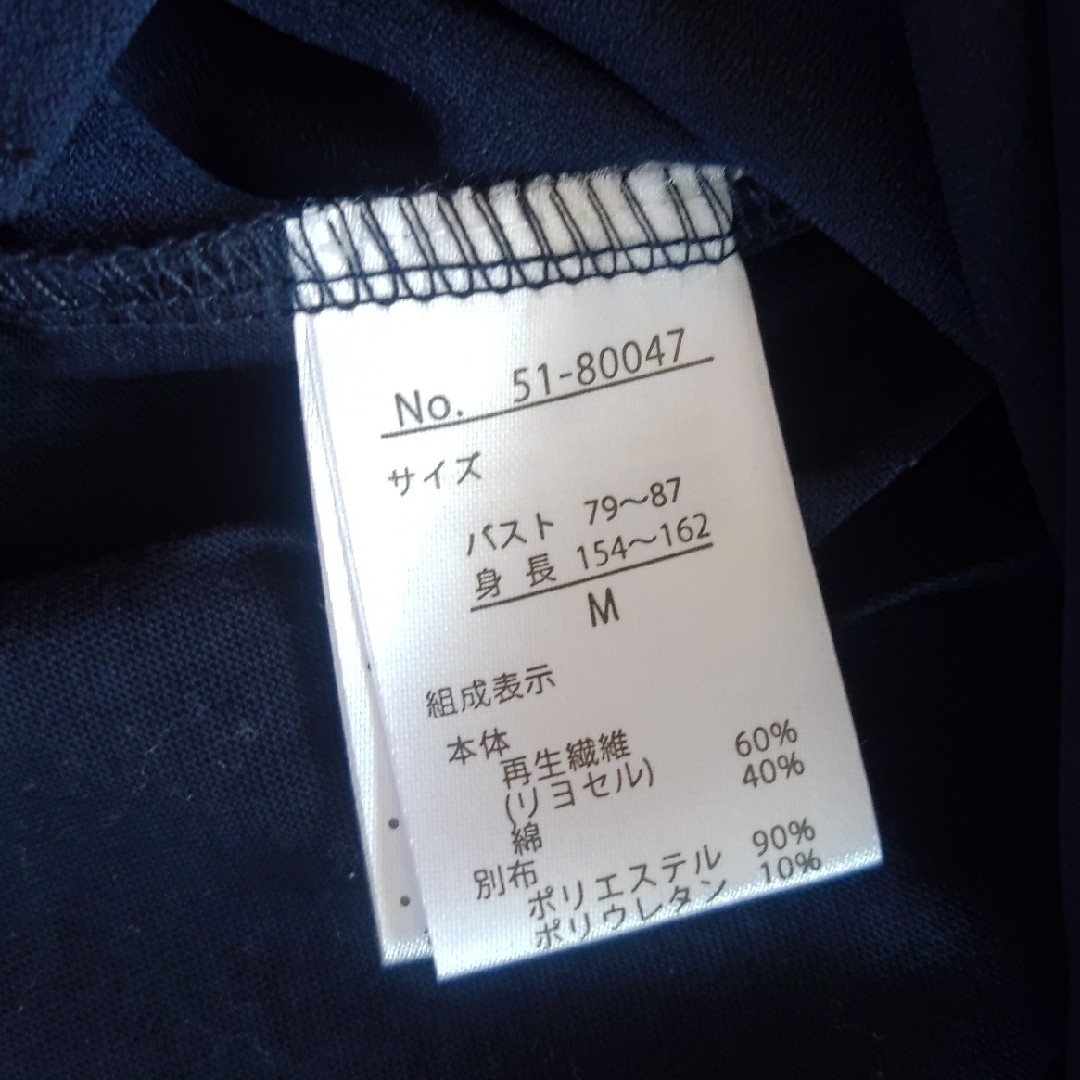 No. 51-80047
サイズ
バスト 79～87
身長 154～162
M
組成表示
本体
再生繊維 60%
(リヨセル) 40%
綿
別布 90%
ポリエステル 10%
ポリウレタン